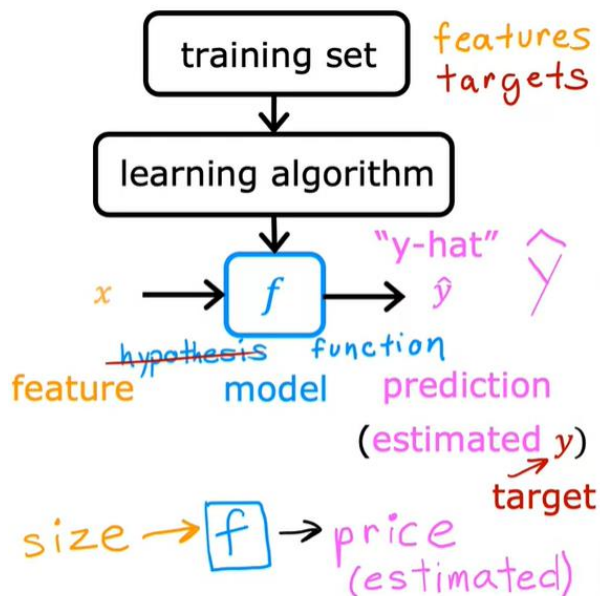 training set
features
targets
learning algorithm
"y-hat"
x f ŷ ŷ
hypothesis function
feature model prediction
(estimated y)
target
size → f → price
(estimated)